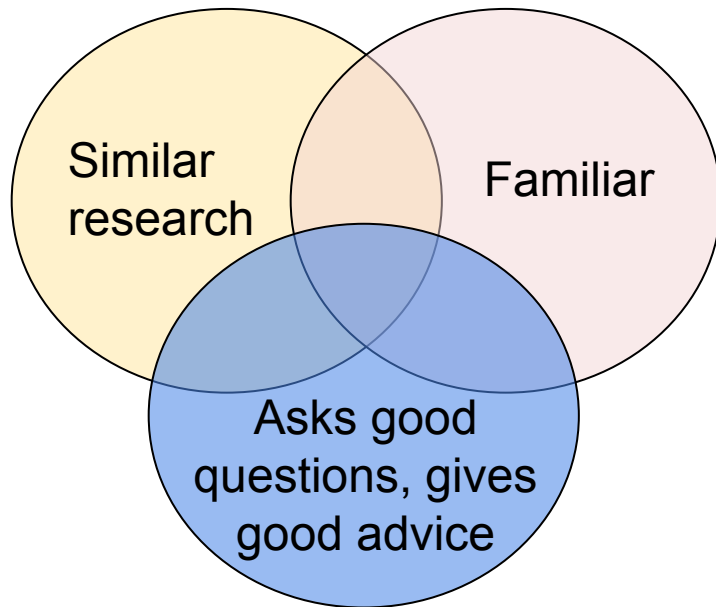 Similar
research
Familiar
Asks good
questions, gives
good advice